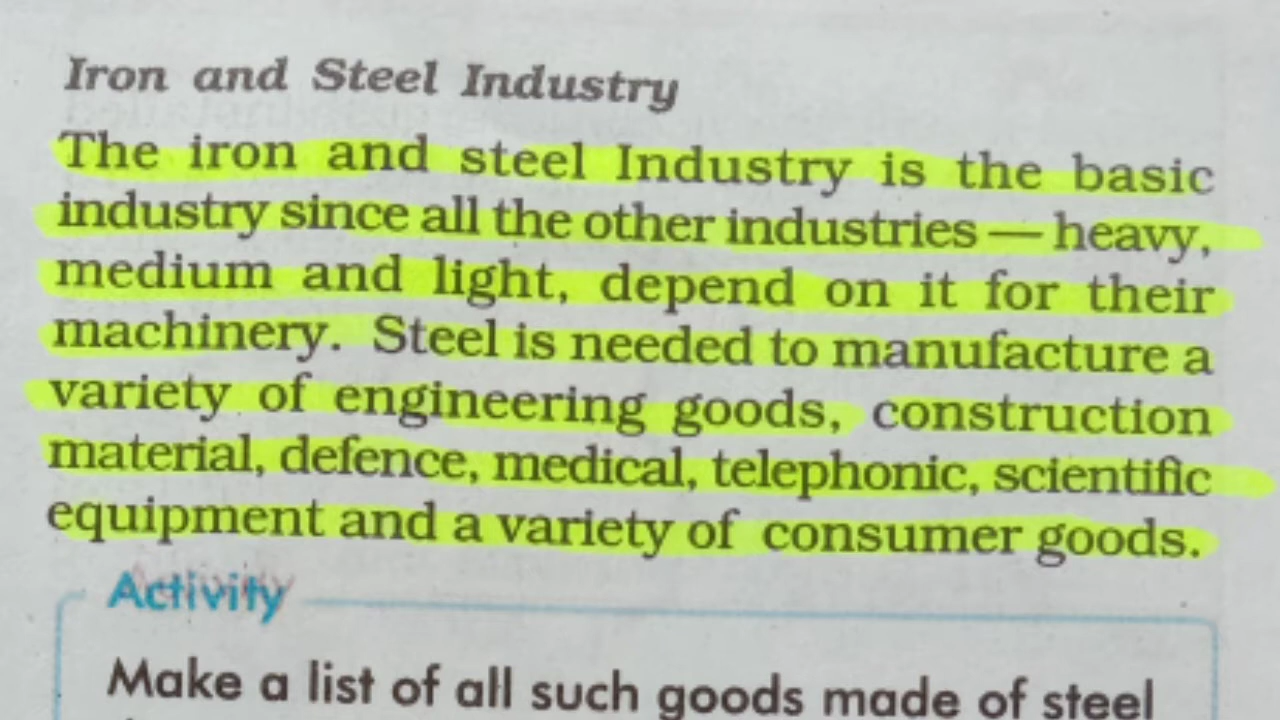 Iron and Steel Industry
The iron and steel Industry is the basic
industry since all the other industries — heavy,
medium and light, depend on it for their
machinery. Steel is needed to manufacture a
variety of engineering goods, construction
material, defence, medical, telephonic, scientific
equipment and a variety of consumer goods.
Activity
Make a list of all such goods made of steel